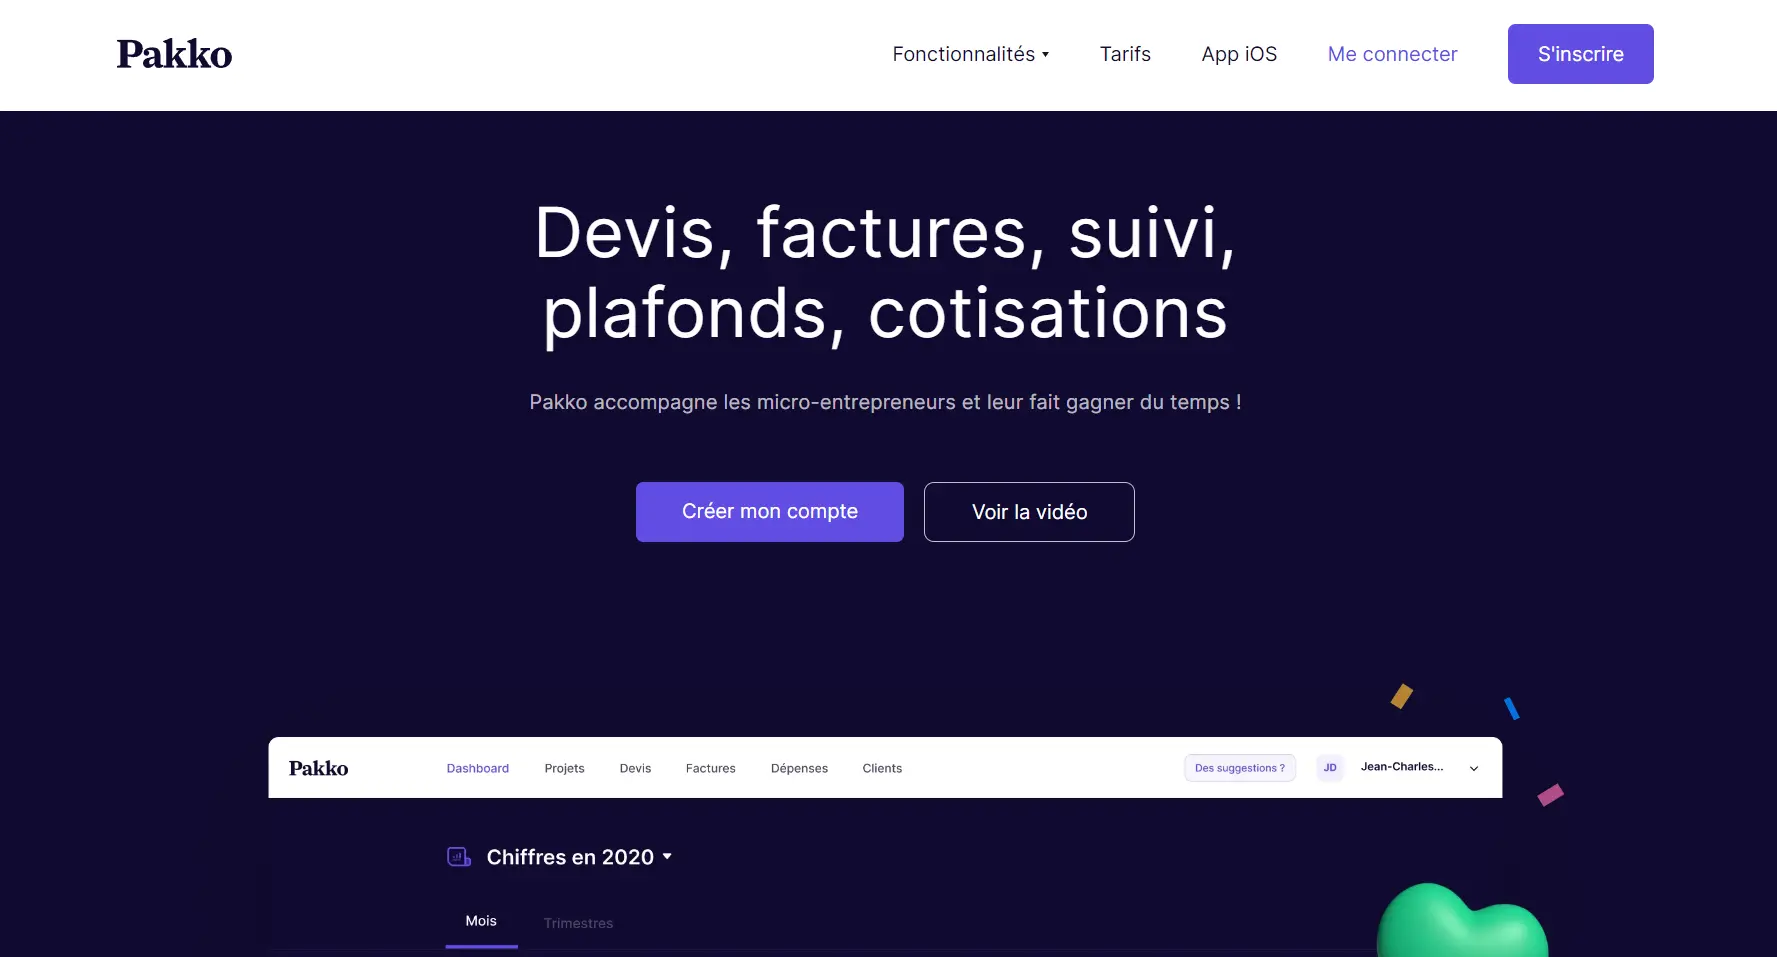 Pakko
Fonctionnalités ▾
Tarifs
App iOS
Me connecter
S'inscrire
Devis, factures, suivi,
plafonds, cotisations
Pakko accompagne les micro-entrepreneurs et leur fait gagner du temps !
Créer mon compte
Voir la vidéo
Pakko
Dashboard
Projets
Devis
Factures
Dépenses
Clients
Des suggestions ?
JD
Jean-Charles...
Chiffres en 2020 ▾
Mois
Trimestres